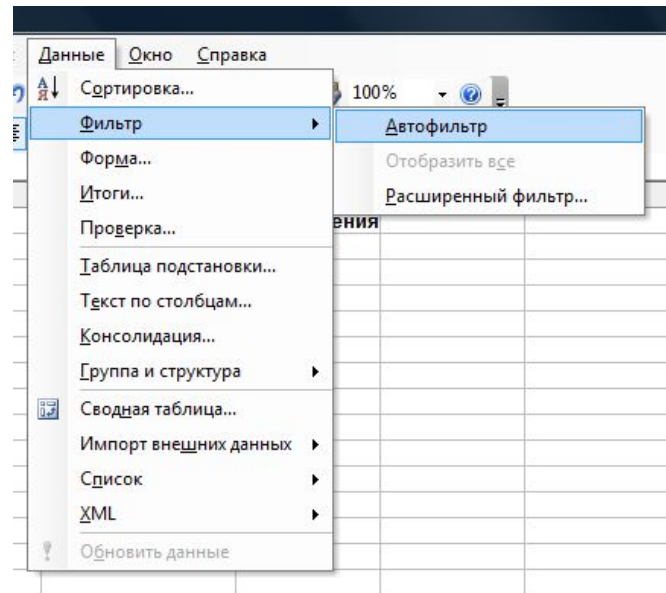 Данные Окно Справка
Сортировка... 100%
Фильтр
Автофильтр
Форма...
Отобразить все
Итоги...
Расширенный фильтр...
Проверка...
ения
Таблица подстановки...
Текст по столбцам...
Консолидация...
Группа и структура
Сводная таблица...
Импорт внешних данных
Список
XML
Обновить данные